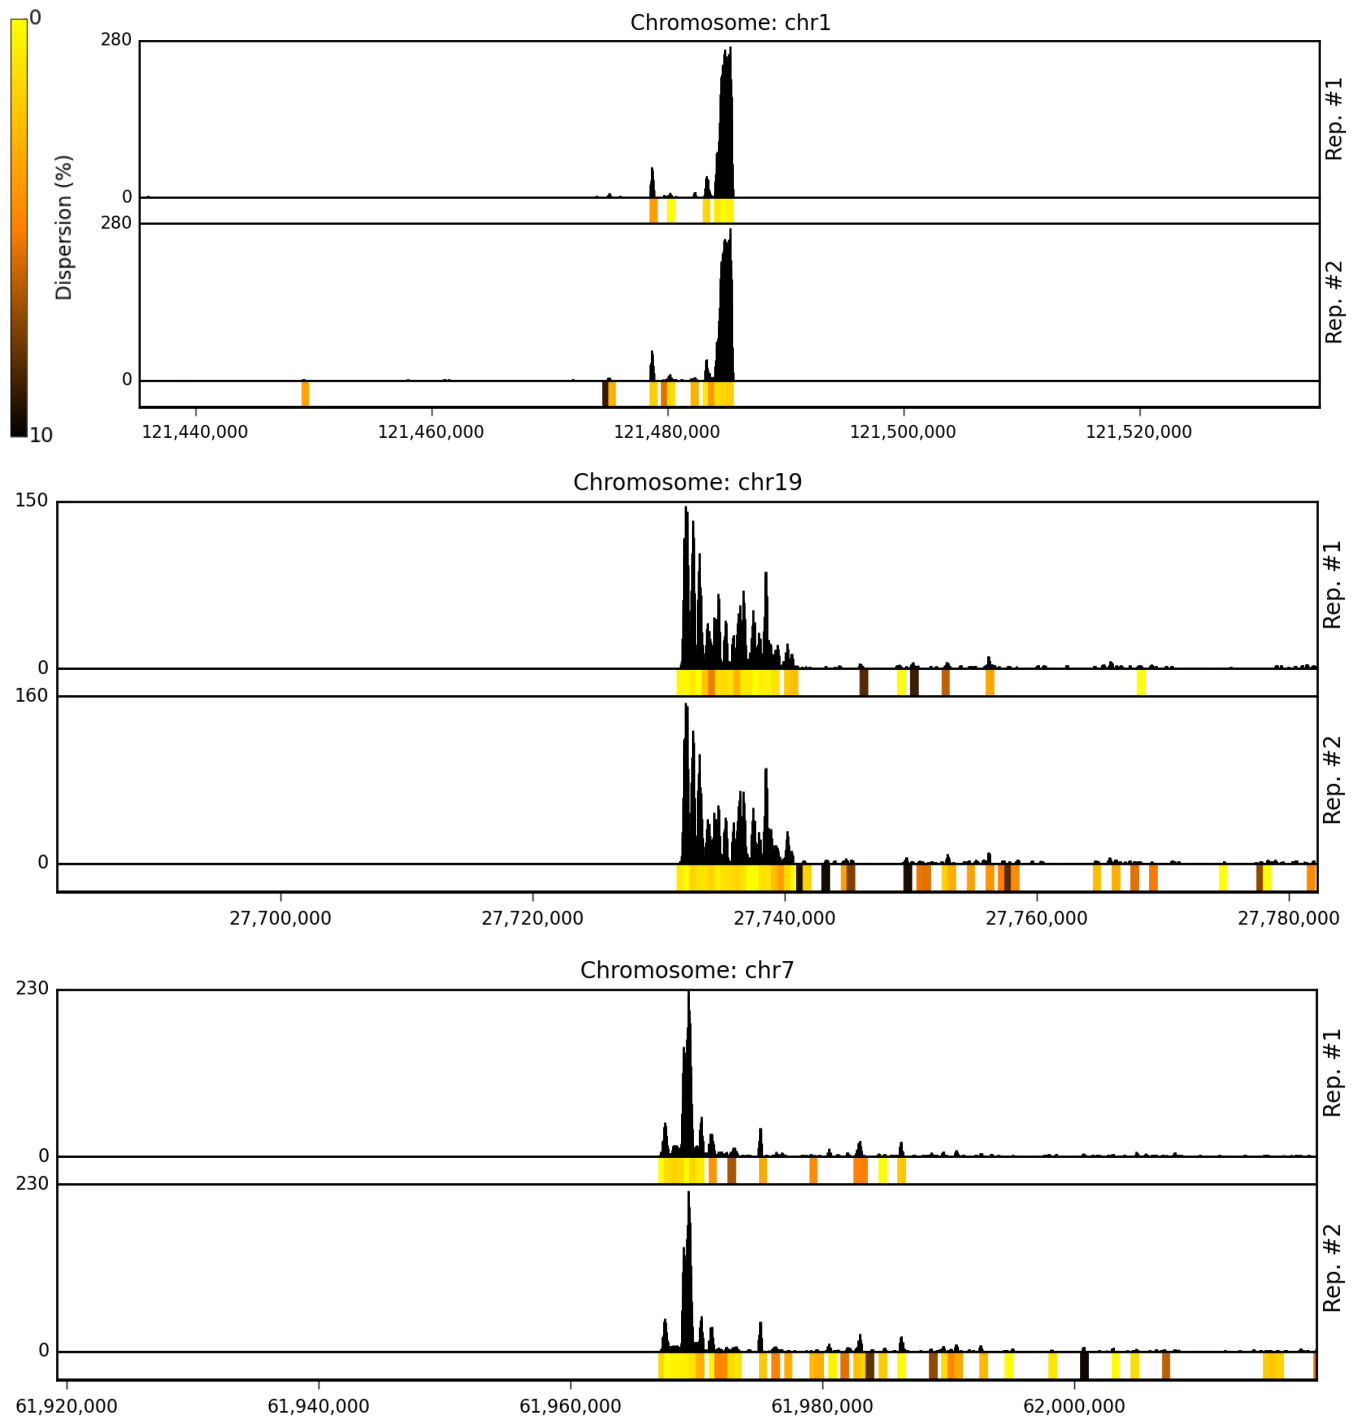 0
Dispersion (%)
10
Chromosome: chr1
280
0
Rep. #1
280
0
Rep. #2
121,440,000 121,460,000 121,480,000 121,500,000 121,520,000
Chromosome: chr19
150
0
Rep. #1
160
0
Rep. #2
27,700,000 27,720,000 27,740,000 27,760,000 27,780,000
Chromosome: chr7
230
0
Rep. #1
230
0
Rep. #2
61,920,000 61,940,000 61,960,000 61,980,000 62,000,000